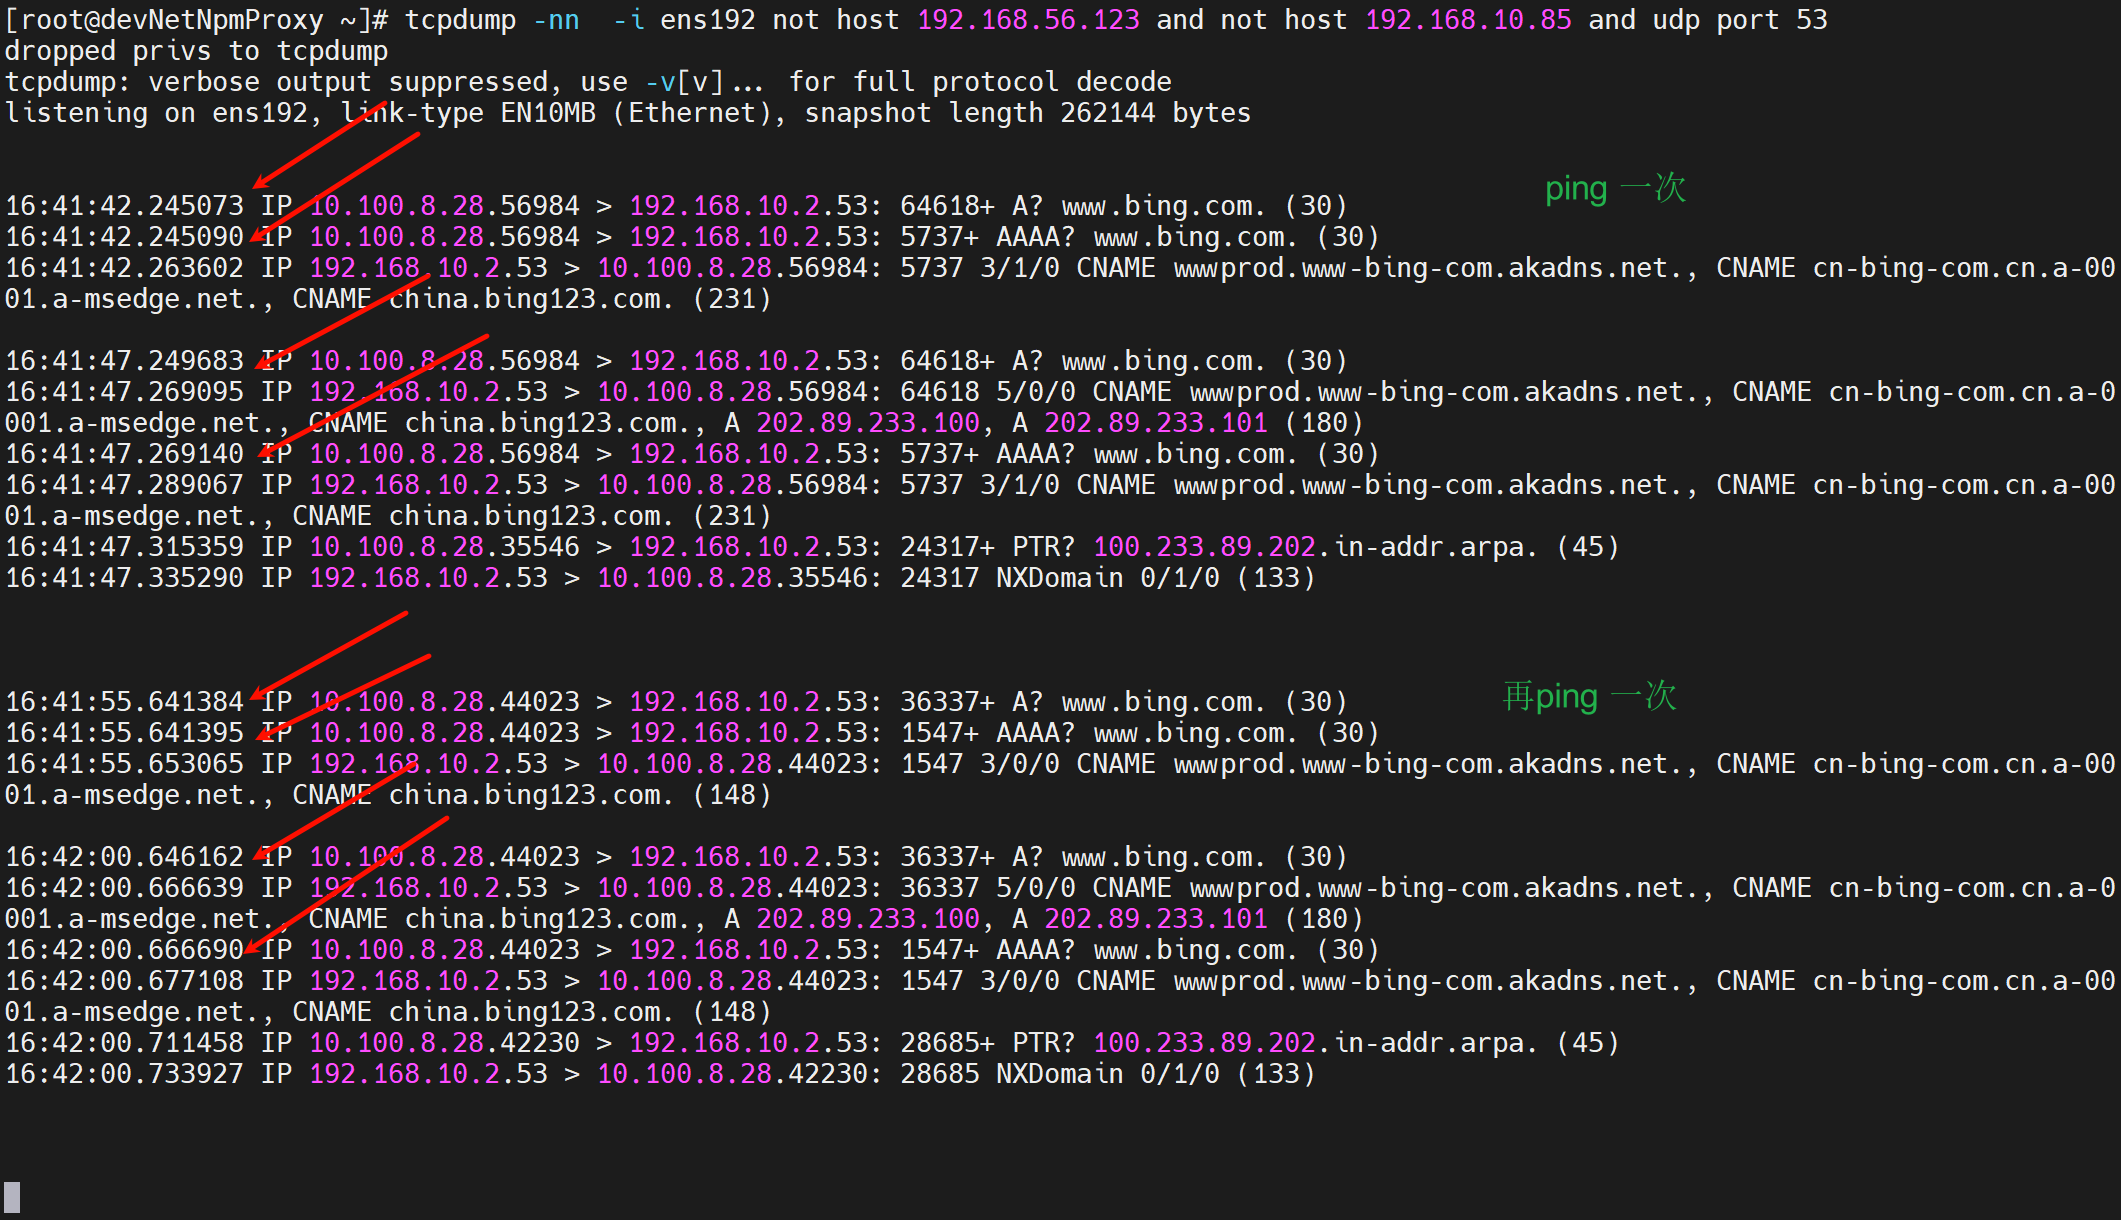 [root@devNetNpmProxy ~]# tcpdump -nn  -i ens192 not host 192.168.56.123 and not host 192.168.10.85 and udp port 53
dropped privs to tcpdump
tcpdump: verbose output suppressed, use -v[v]... for full protocol decode
listening on ens192, link-type EN10MB (Ethernet), snapshot length 262144 bytes
ping 一次
16:41:42.245073 IP 10.100.8.28.56984 > 192.168.10.2.53: 64618+ A? www.bing.com. (30)
16:41:42.245090 IP 10.100.8.28.56984 > 192.168.10.2.53: 5737+ AAAA? www.bing.com. (30)
16:41:42.263602 IP 192.168.10.2.53 > 10.100.8.28.56984: 5737 3/1/0 CNAME wwwprod.www-bing-com.akadns.net., CNAME cn-bing-com.cn.a-00
01.a-msedge.net., CNAME china.bing123.com. (231)
16:41:47.249683 IP 10.100.8.28.56984 > 192.168.10.2.53: 64618+ A? www.bing.com. (30)
16:41:47.269095 IP 192.168.10.2.53 > 10.100.8.28.56984: 64618 5/0/0 CNAME wwwprod.www-bing-com.akadns.net., CNAME cn-bing-com.cn.a-0
001.a-msedge.net., CNAME china.bing123.com., A 202.89.233.100, A 202.89.233.101 (180)
16:41:47.269140 IP 10.100.8.28.56984 > 192.168.10.2.53: 5737+ AAAA? www.bing.com. (30)
16:41:47.289067 IP 192.168.10.2.53 > 10.100.8.28.56984: 5737 3/1/0 CNAME wwwprod.www-bing-com.akadns.net., CNAME cn-bing-com.cn.a-00
01.a-msedge.net., CNAME china.bing123.com. (231)
16:41:47.315359 IP 10.100.8.28.35546 > 192.168.10.2.53: 24317+ PTR? 100.233.89.202.in-addr.arpa. (45)
16:41:47.335290 IP 192.168.10.2.53 > 10.100.8.28.35546: 24317 NXDomain 0/1/0 (133)
再ping 一次
16:41:55.641384 IP 10.100.8.28.44023 > 192.168.10.2.53: 36337+ A? www.bing.com. (30)
16:41:55.641395 IP 10.100.8.28.44023 > 192.168.10.2.53: 1547+ AAAA? www.bing.com. (30)
16:41:55.653065 IP 192.168.10.2.53 > 10.100.8.28.44023: 1547 3/0/0 CNAME wwwprod.www-bing-com.akadns.net., CNAME cn-bing-com.cn.a-00
01.a-msedge.net., CNAME china.bing123.com. (148)
16:42:00.646162 IP 10.100.8.28.44023 > 192.168.10.2.53: 36337+ A? www.bing.com. (30)
16:42:00.666639 IP 192.168.10.2.53 > 10.100.8.28.44023: 36337 5/0/0 CNAME wwwprod.www-bing-com.akadns.net., CNAME cn-bing-com.cn.a-0
001.a-msedge.net., CNAME china.bing123.com., A 202.89.233.100, A 202.89.233.101 (180)
16:42:00.666690 IP 10.100.8.28.44023 > 192.168.10.2.53: 1547+ AAAA? www.bing.com. (30)
16:42:00.677108 IP 192.168.10.2.53 > 10.100.8.28.44023: 1547 3/0/0 CNAME wwwprod.www-bing-com.akadns.net., CNAME cn-bing-com.cn.a-00
01.a-msedge.net., CNAME china.bing123.com. (148)
16:42:00.711458 IP 10.100.8.28.42230 > 192.168.10.2.53: 28685+ PTR? 100.233.89.202.in-addr.arpa. (45)
16:42:00.733927 IP 192.168.10.2.53 > 10.100.8.28.42230: 28685 NXDomain 0/1/0 (133)